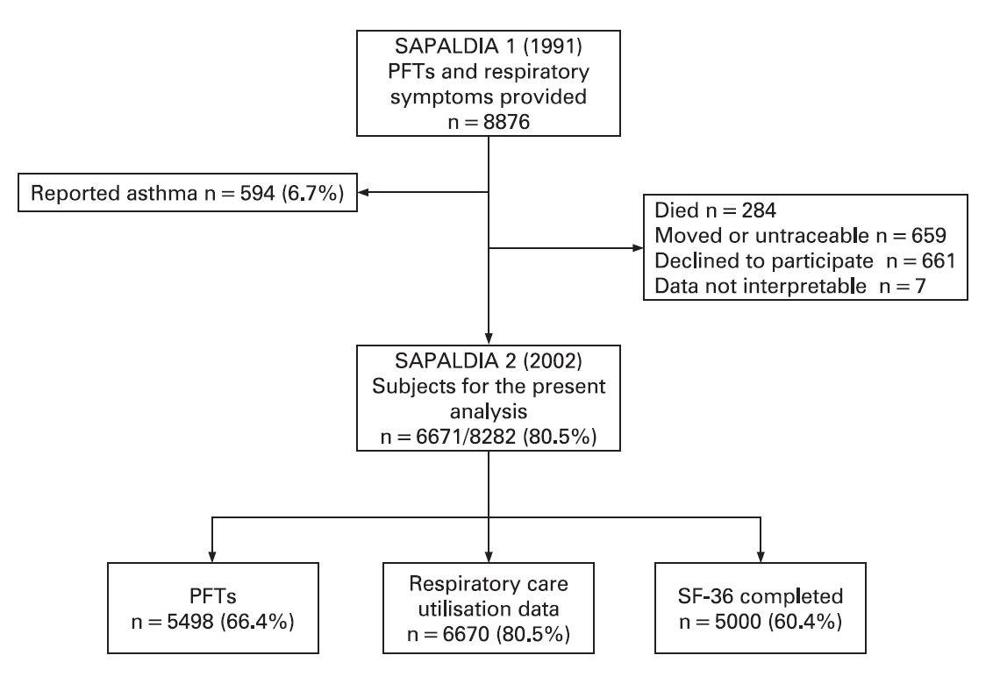 SAPALDIA 1 (1991)
PFTs and respiratory
symptoms provided
n = 8876
Reported asthma n = 594 (6.7%)
Died n = 284
Moved or untraceable n = 659
Declined to participate n = 661
Data not interpretable n = 7
SAPALDIA 2 (2002)
Subjects for the present
analysis
n = 6671/8282 (80.5%)
PFTs
n = 5498 (66.4%)
Respiratory care
utilisation data
n = 6670 (80.5%)
SF-36 completed
n = 5000 (60.4%)